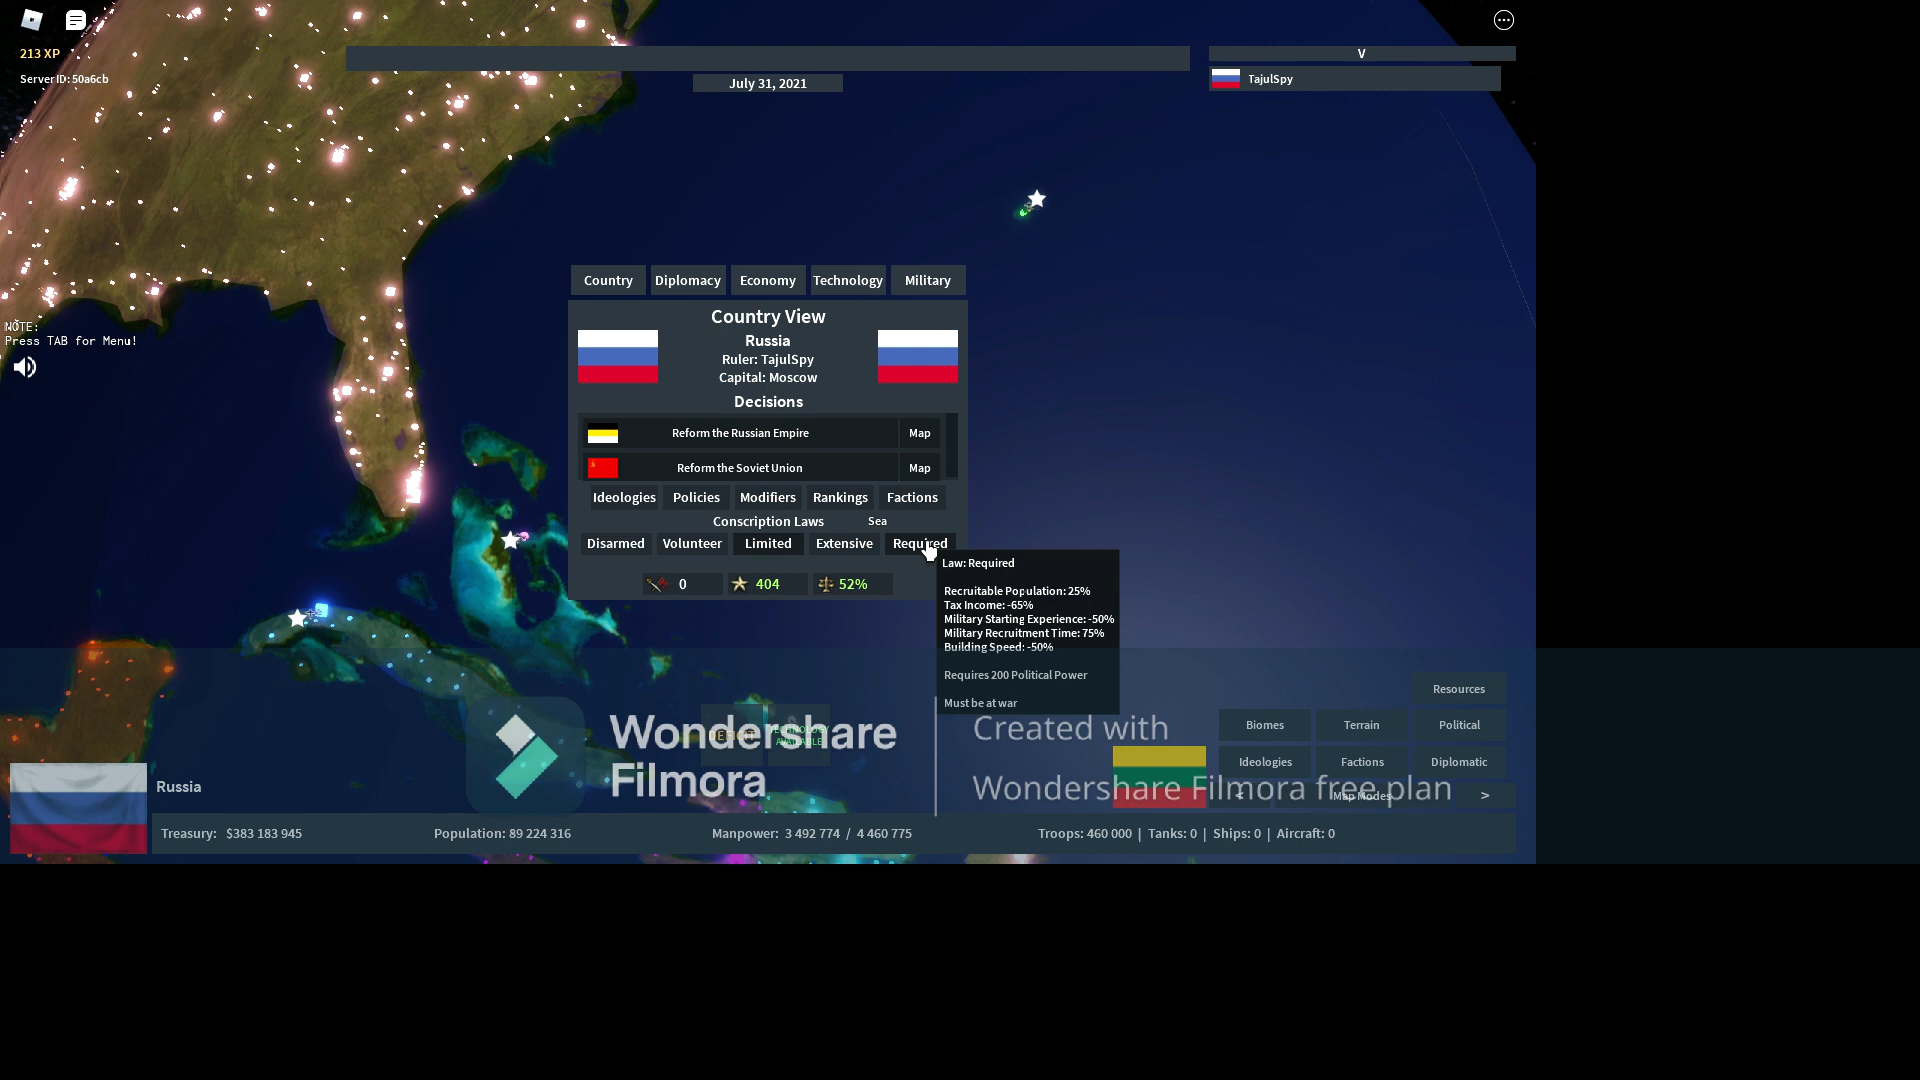 213 XP
Server ID: 50a6cb
July 31, 2021
V
TajulSpy
NOTE:
Press TAB for Menu!
Country
Diplomacy
Economy
Technology
Military
Country View
Russia
Ruler: TajulSpy
Capital: Moscow
Decisions
Reform the Russian Empire
Map
Reform the Soviet Union
Map
Ideologies
Policies
Modifiers
Rankings
Factions
Conscription Laws
Sea
Disarmed
Volunteer
Limited
Extensive
Required
0
404
52%
Law: Required
Recruitable Population: 25%
Tax Income: -65%
Military Starting Experience: -50%
Military Recruitment Time: 75%
Building Speed: -50%
Requires 200 Political Power
Must be at war
Resources
Biomes
Terrain
Political
Ideologies
Factions
Diplomatic
<
Map Modes
>
DEFICIT
TECHNOLOGY
AVAILABLE
Wondershare
Filmora
Created with
Wondershare Filmora free plan
Russia
Treasury: $383 183 945
Population: 89 224 316
Manpower: 3 492 774 / 4 460 775
Troops: 460 000 | Tanks: 0 | Ships: 0 | Aircraft: 0